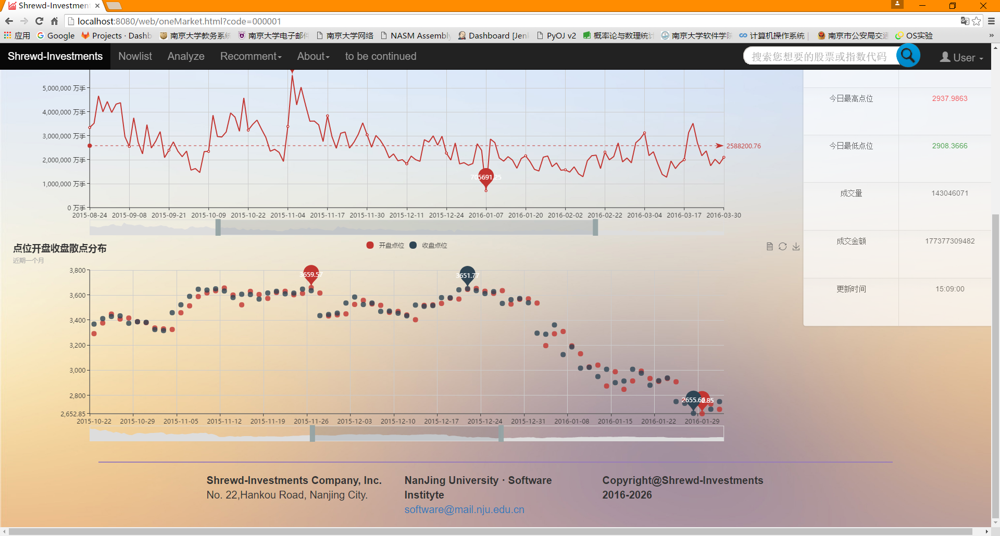 Shrewd-Investmen
localhost:8080/web/oneMarket.html?code=000001
应用 Google Projects · Dashb 南京大学教务系统 南京大学电子邮件 南京大学网络 NASM Assembly Dashboard [Jenk PyOJ v2 概率论与数理统计 南京大学软件学院 计算机操作系统 | 南京市公安局交通 OS实验 »
Shrewd-Investments Nowlist Analyze Recomment About to be continued 搜索您想要的股票或指数代码 User
5,000,000 万手
4,000,000 万手
3,000,000 万手
2,000,000 万手
1,000,000 万手
0 万手
2588200.76
705691.25
2015-08-24 2015-09-08 2015-09-21 2015-10-09 2015-10-22 2015-11-04 2015-11-17 2015-11-30 2015-12-11 2015-12-24 2016-01-07 2016-01-20 2016-02-02 2016-02-22 2016-03-04 2016-03-17 2016-03-30
今日最高点位 2937.9863
今日最低点位 2908.3666
成交量 143046071
成交金额 177377309482
更新时间 15:09:00
点位开盘收盘散点分布
近期一个月
开盘点位 收盘点位
3,800
3,600
3,400
3,200
3,000
2,800
2,652.85
3659.57
3651.77
2655.66
2015-10-22 2015-10-29 2015-11-05 2015-11-12 2015-11-19 2015-11-26 2015-12-03 2015-12-10 2015-12-17 2015-12-24 2015-12-31 2016-01-08 2016-01-15 2016-01-22 2016-01-29
Shrewd-Investments Company, Inc.
No. 22,Hankou Road, Nanjing City.
NanJing University · Software
Instityte
software@mail.nju.edu.cn
Copyright@Shrewd-Investments
2016-2026